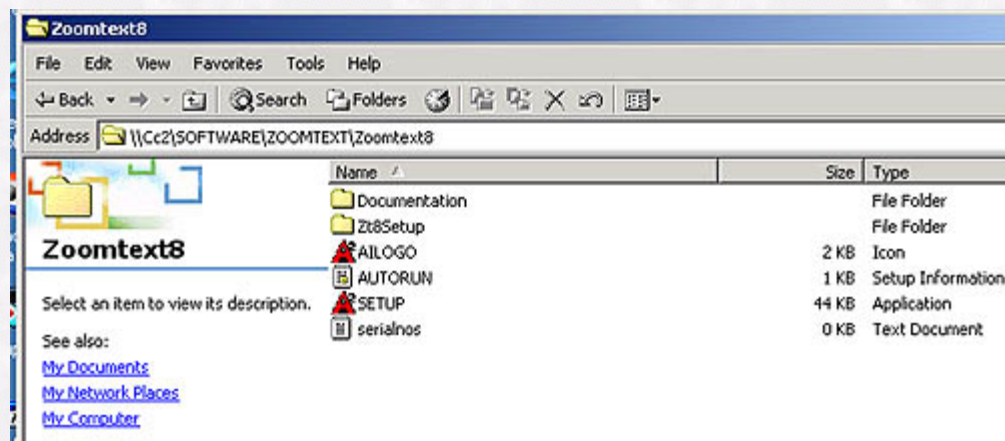 Zoomtext8
File Edit View Favorites Tools Help
Back Search Folders
Address \\Cc2\SOFTWARE\ZOOMTEXT\Zoomtext8
Name Size Type
Documentation File Folder
Zt8Setup File Folder
AILOGO 2 KB Icon
AUTORUN 1 KB Setup Information
SETUP 44 KB Application
serialnos 0 KB Text Document
Zoomtext8
Select an item to view its description.
See also:
My Documents
My Network Places
My Computer